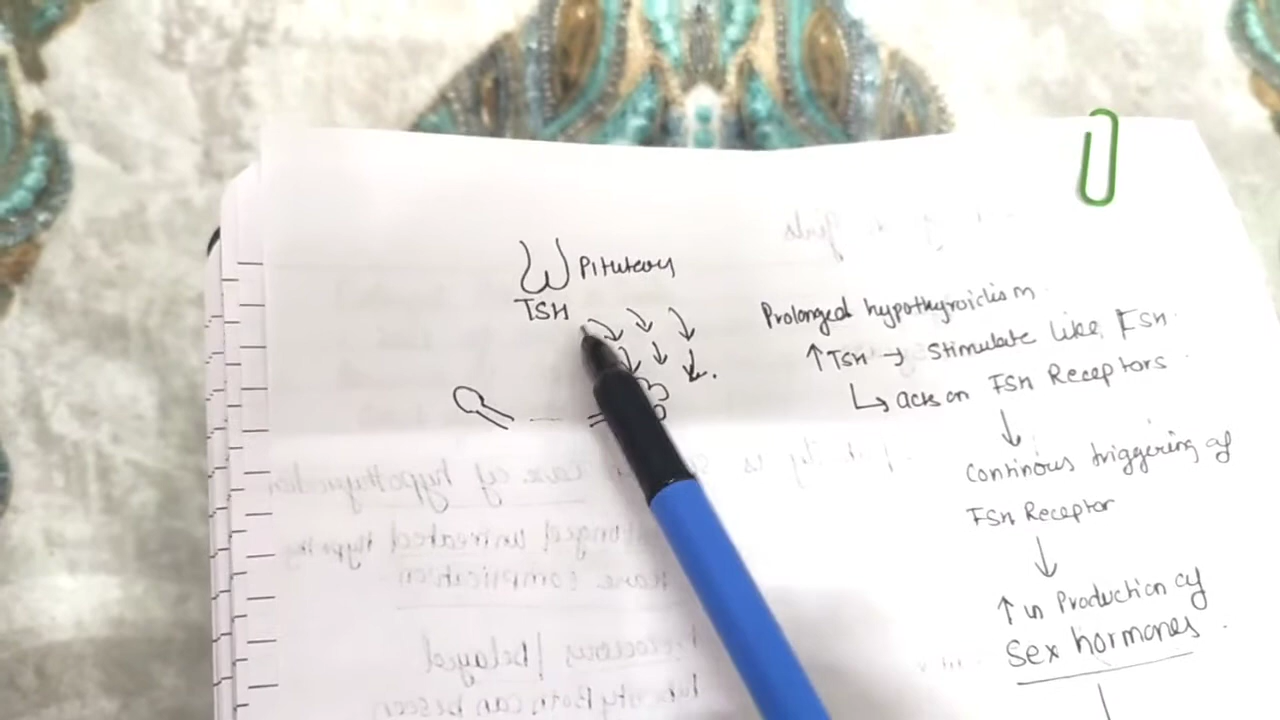 Pituteory
TSH
Prolonged hypothyroidism
↑ TSH → Stimulate like FSH
↳ acts on FSH Receptors
↓
Continous triggering of
FSH Receptor
↓
↑ in Production of
Sex hormones